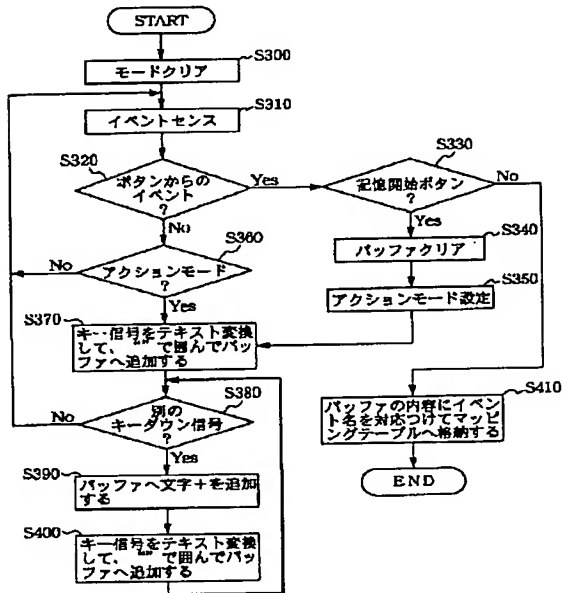 START
S300
モードクリア
S310
イベントセンス
S320
ボタンからの
イベント
?
Yes
No
S330
記憶開始ボタン
?
No
Yes
S340
バッファクリア
S350
アクションモード設定
S360
アクションモード
?
No
Yes
S370
キー信号をテキスト変換
して、“”で囲んでバッ
ファへ追加する
S380
別の
キーダウン信号
?
No
Yes
S390
バッファへ文字+を追加
する
S400
キー信号をテキスト変換
して、“”で囲んでバッ
ファへ追加する
S410
バッファの内容にイベント
名を対応つけてマッピ
ングテーブルへ格納する
END